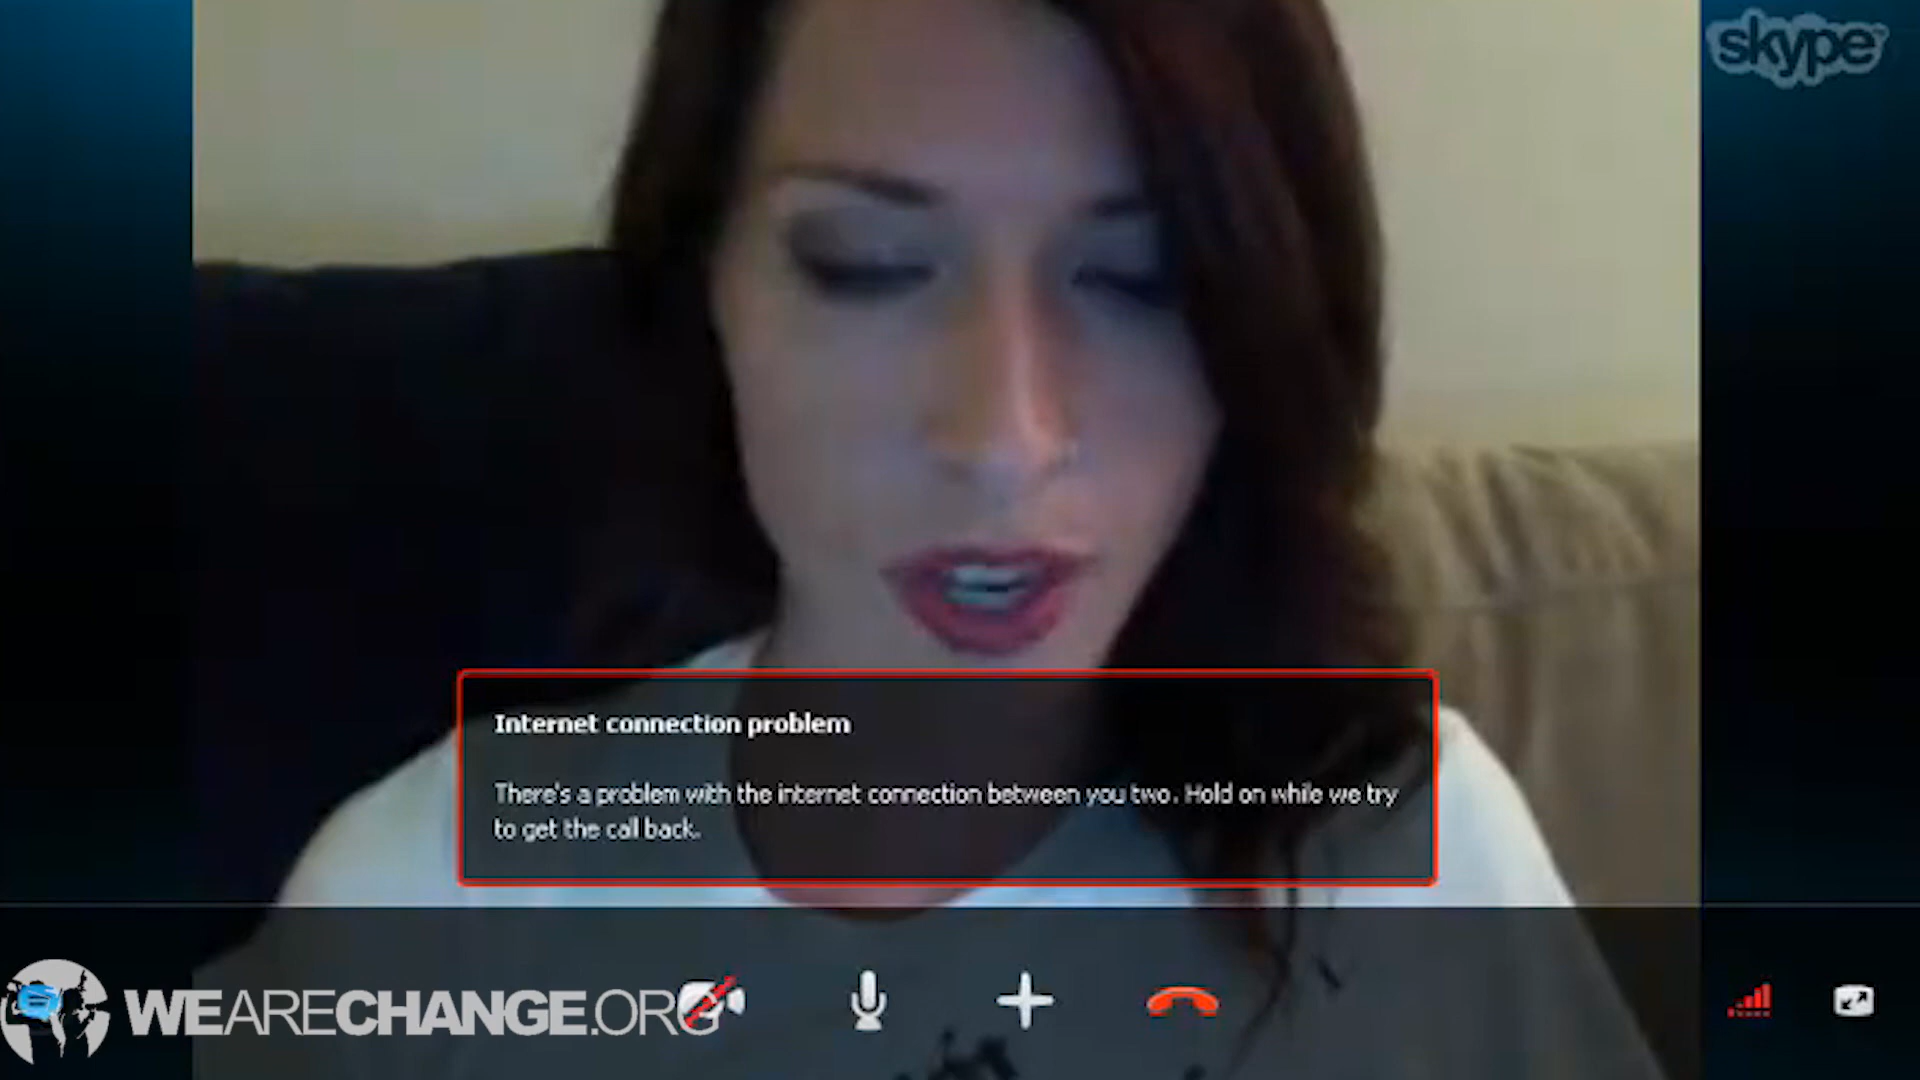 skype
Internet connection problem
There's a problem with the internet connection between you two. Hold on while we try
to get the call back.
WEARECHANGE.ORG